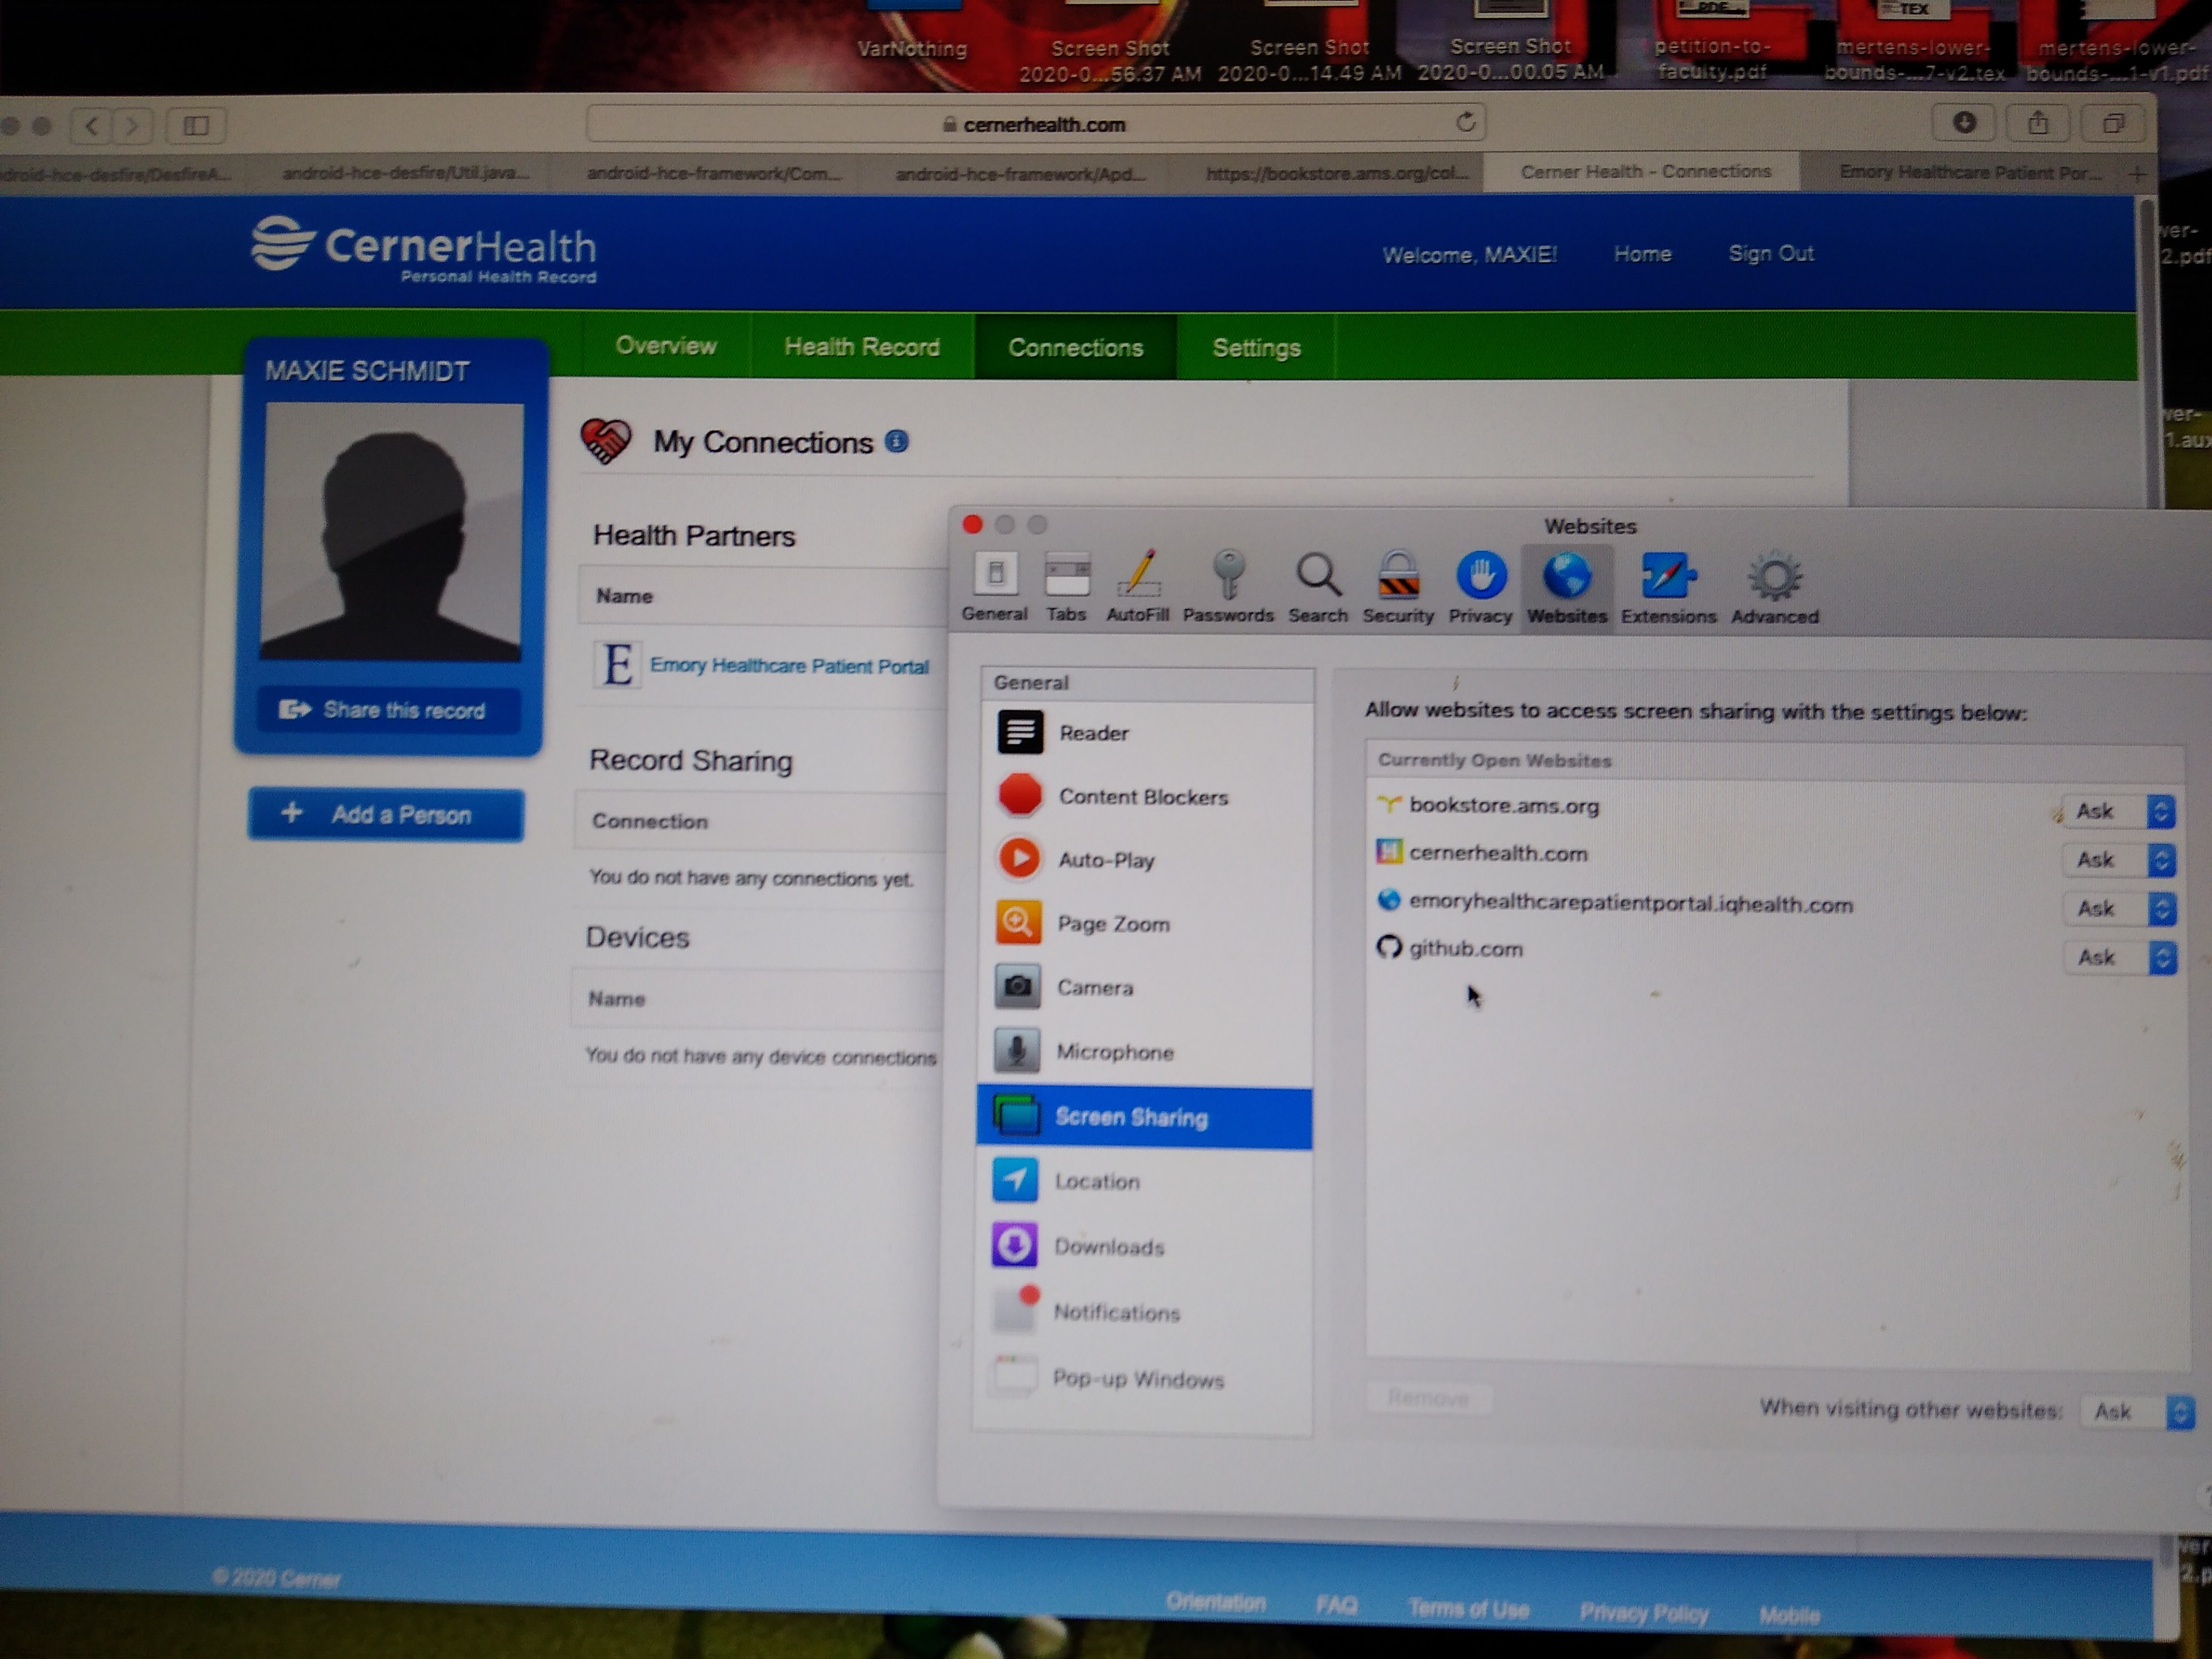 VarNothing
Screen Shot
2020-0...56.37 AM
Screen Shot
2020-0...14.49 AM
Screen Shot
2020-0...00.05 AM
PDF
petition-to-
faculty.pdf
TEX
mertens-lower-
bounds-...7-v2.tex
mertens-lower-
bounds-...1-v1.pdf
cernerhealth.com
droid-hce-desfire/DesfireA...
android-hce-desfire/Util.java...
android-hce-framework/Com...
android-hce-framework/Apd...
https://bookstore.ams.org/col...
Cerner Health - Connections
Emory Healthcare Patient Por...
ver-
2.pdf
CernerHealth
Personal Health Record
Welcome, MAXIE!
Home
Sign Out
Overview
Health Record
Connections
Settings
ver-
1.aux
MAXIE SCHMIDT
Share this record
+ Add a Person
My Connections
Health Partners
Name
E
Emory Healthcare Patient Portal
Record Sharing
Connection
You do not have any connections yet.
Devices
Name
You do not have any device connections
Websites
General
Tabs
AutoFill
Passwords
Search
Security
Privacy
Websites
Extensions
Advanced
General
Reader
Content Blockers
Auto-Play
Page Zoom
Camera
Microphone
Screen Sharing
Location
Downloads
Notifications
Pop-up Windows
Allow websites to access screen sharing with the settings below:
Currently Open Websites
bookstore.ams.org
Ask
cernerhealth.com
Ask
emoryhealthcarepatientportal.iqhealth.com
Ask
github.com
Ask
Remove
When visiting other websites:
Ask
?
ver-
2.p
© 2020 Cerner
Orientation
FAQ
Terms of Use
Privacy Policy
Mobile